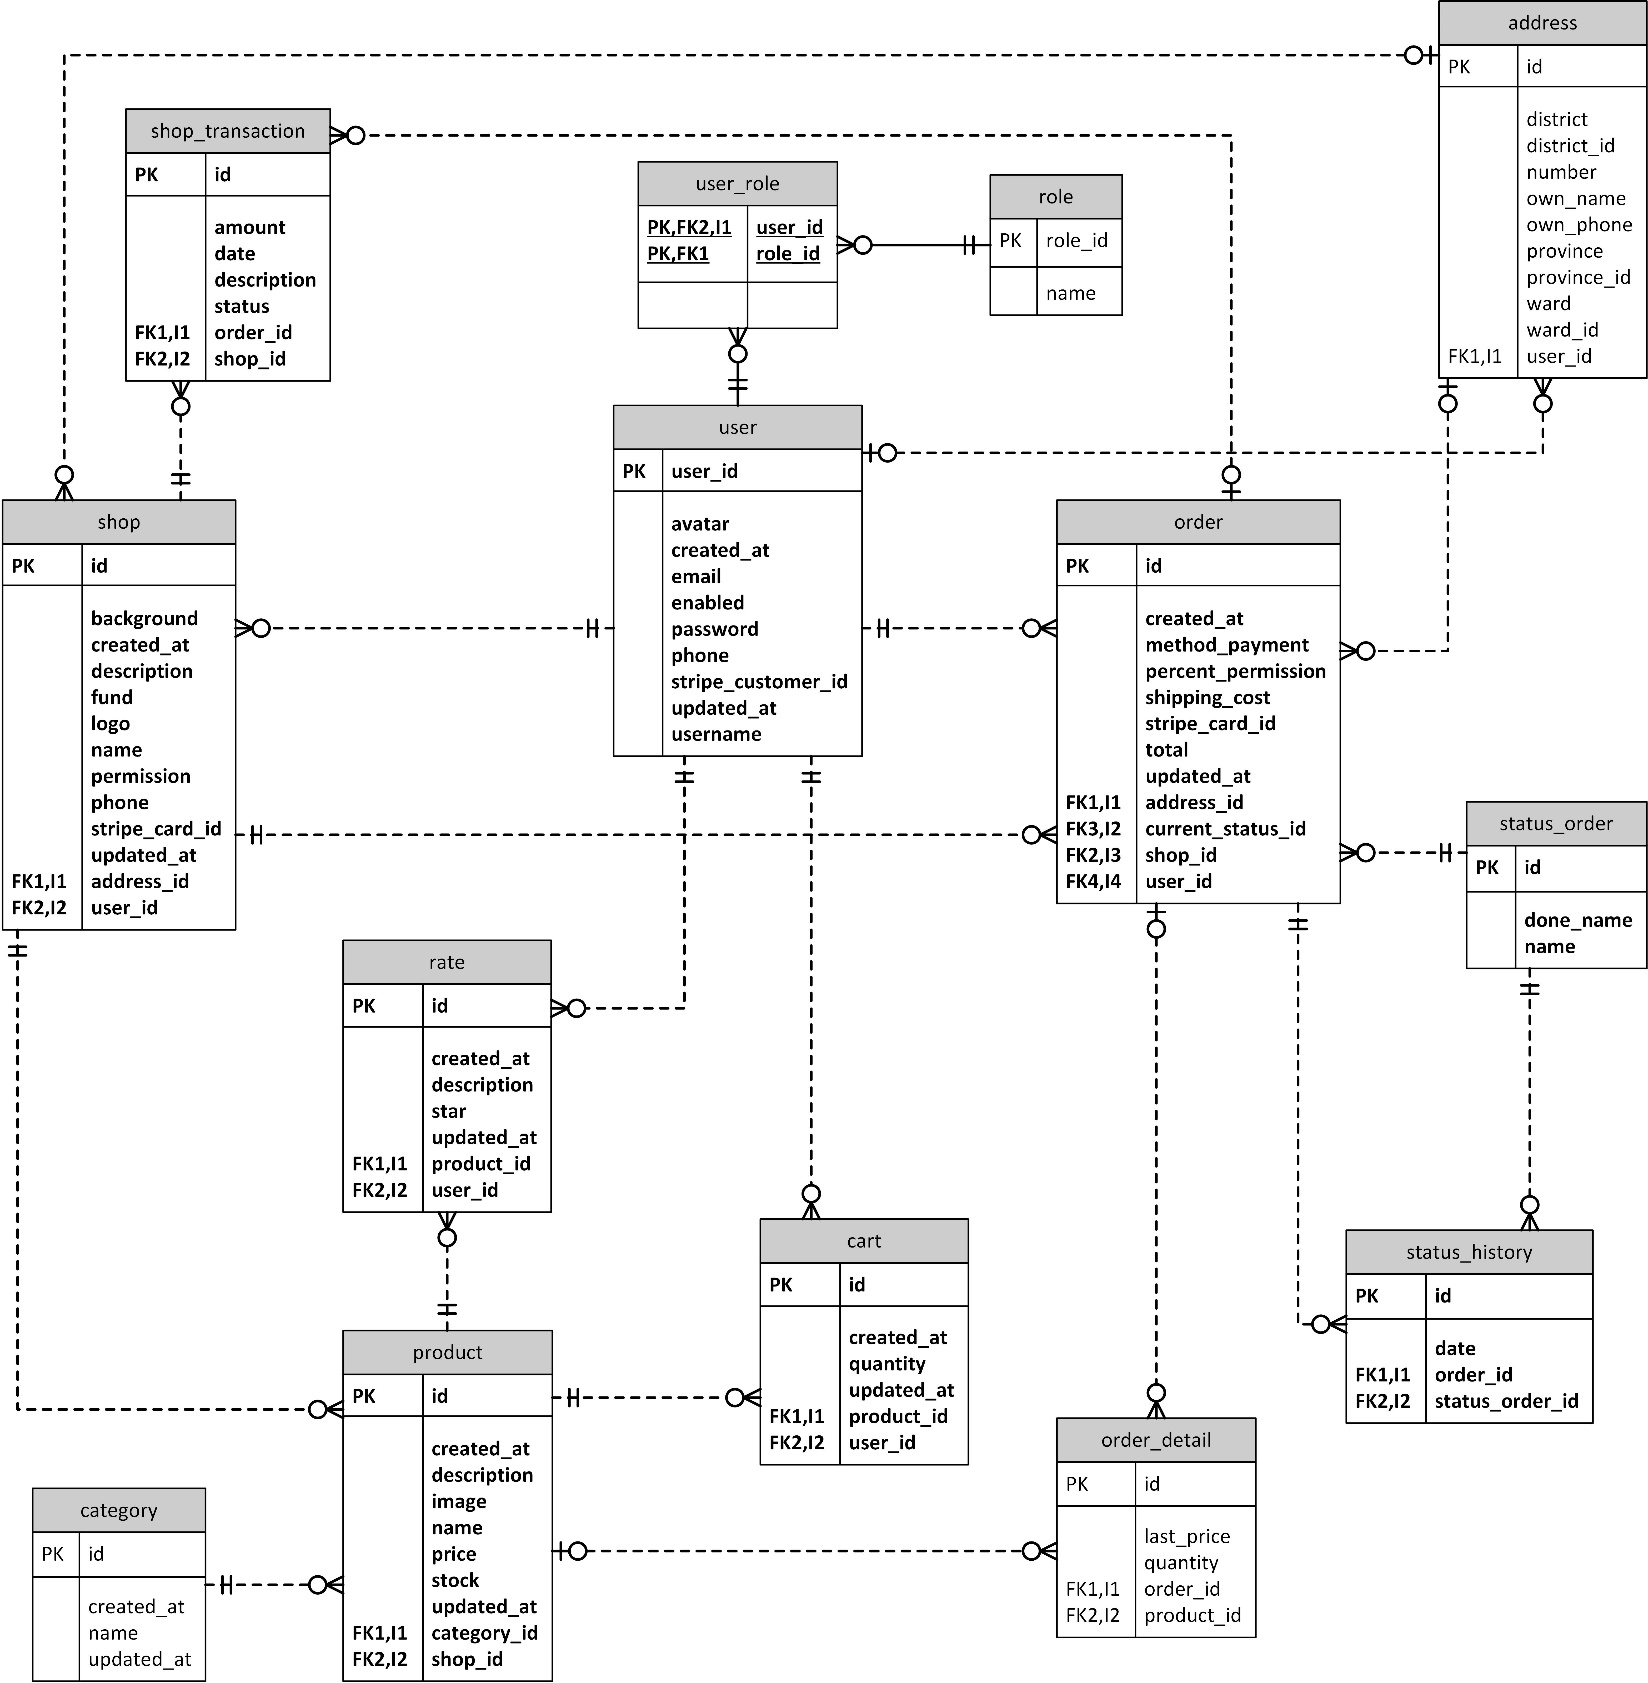 address
PK id
district
district_id
number
own_name
own_phone
province
province_id
ward
ward_id
FK1,I1 user_id
shop_transaction
PK id
amount
date
description
status
FK1,I1 order_id
FK2,I2 shop_id
user_role
PK,FK2,I1 user_id
PK,FK1 role_id
role
PK role_id
name
user
PK user_id
avatar
created_at
email
enabled
password
phone
stripe_customer_id
updated_at
username
shop
PK id
background
created_at
description
fund
logo
name
permission
phone
stripe_card_id
updated_at
FK1,I1 address_id
FK2,I2 user_id
order
PK id
created_at
method_payment
percent_permission
shipping_cost
stripe_card_id
total
updated_at
FK1,I1 address_id
FK3,I2 current_status_id
FK2,I3 shop_id
FK4,I4 user_id
status_order
PK id
done_name
name
rate
PK id
created_at
description
star
updated_at
FK1,I1 product_id
FK2,I2 user_id
cart
PK id
created_at
quantity
updated_at
FK1,I1 product_id
FK2,I2 user_id
status_history
PK id
date
FK1,I1 order_id
FK2,I2 status_order_id
product
PK id
created_at
description
image
name
price
stock
updated_at
FK1,I1 category_id
FK2,I2 shop_id
order_detail
PK id
last_price
quantity
FK1,I1 order_id
FK2,I2 product_id
category
PK id
created_at
name
updated_at